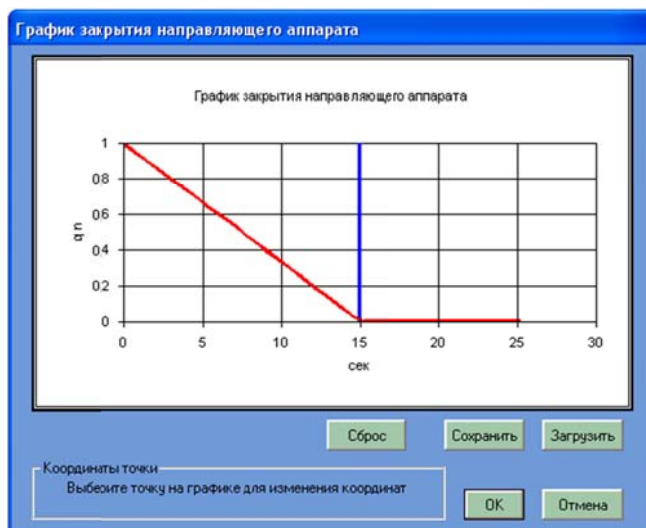 График закрытия направляющего аппарата
График закрытия направляющего аппарата
1
0.8
0.6
0.4
0.2
0
q n
0 5 10 15 20 25 30
сек
Сброс Сохранить Загрузить
Координаты точки
Выбеоите точку на графике для изменения координат
OK Отмена